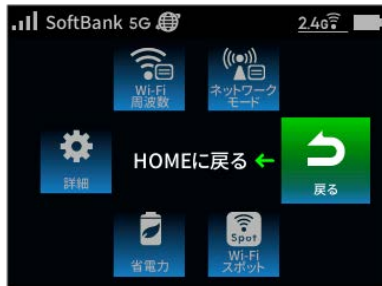 SoftBank 5G
2.4G
Wi-Fi
周波数
ネットワーク
モード
詳細
HOMEに戻る ←
戻る
省電力
Spot
Wi-Fi
スポット